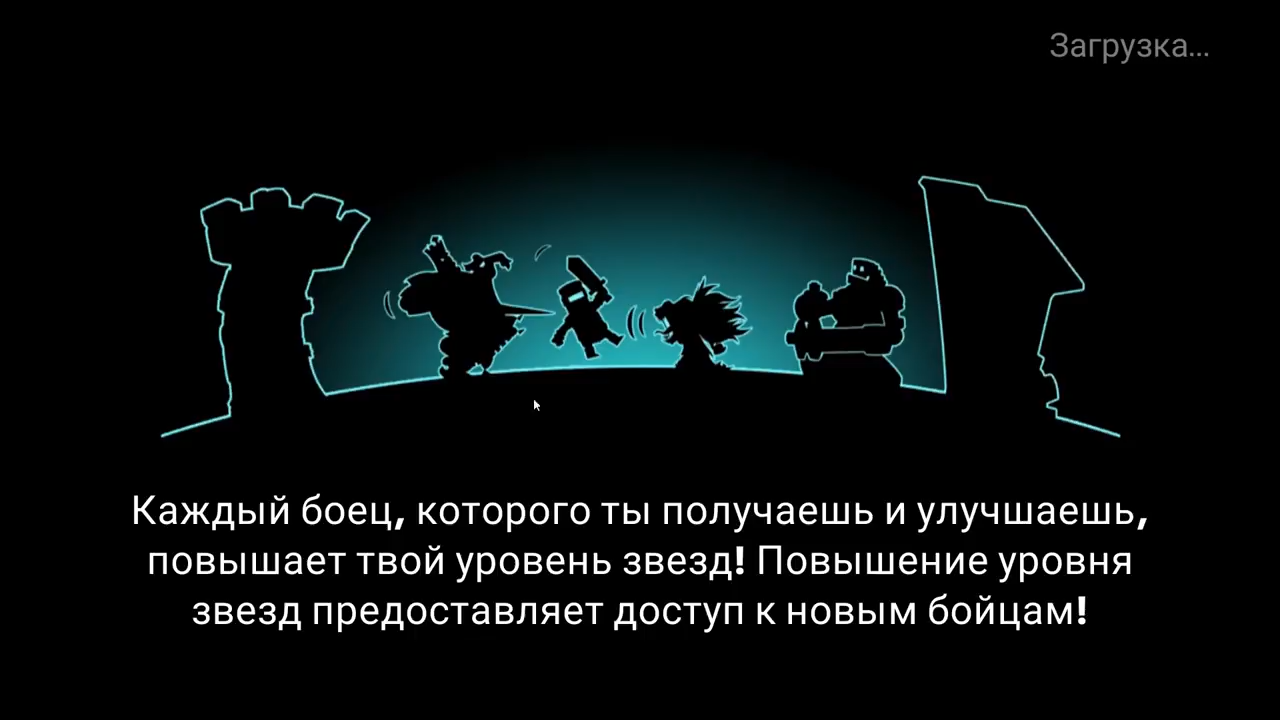 Загрузка...
Каждый боец, которого ты получаешь и улучшаешь,
повышает твой уровень звезд! Повышение уровня
звезд предоставляет доступ к новым бойцам!